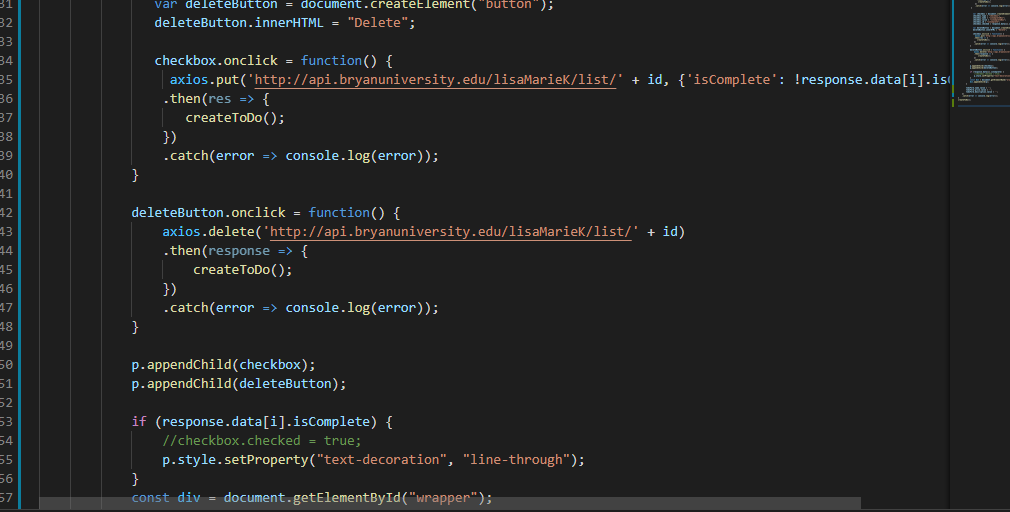 31 var deleteButton = document.createElement("button");
32 deleteButton.innerHTML = "Delete";
33
34 checkbox.onclick = function() {
35 axios.put('http://api.bryanuniversity.edu/lisaMarieK/list/' + id, {'isComplete': !response.data[i].is
36 .then(res => {
37 createToDo();
38 })
39 .catch(error => console.log(error));
40 }
41
42 deleteButton.onclick = function() {
43 axios.delete('http://api.bryanuniversity.edu/lisaMarieK/list/' + id)
44 .then(response => {
45 createToDo();
46 })
47 .catch(error => console.log(error));
48 }
49
50 p.appendChild(checkbox);
51 p.appendChild(deleteButton);
52
53 if (response.data[i].isComplete) {
54 //checkbox.checked = true;
55 p.style.setProperty("text-decoration", "line-through");
56 }
57 const div = document.getElementById("wrapper");